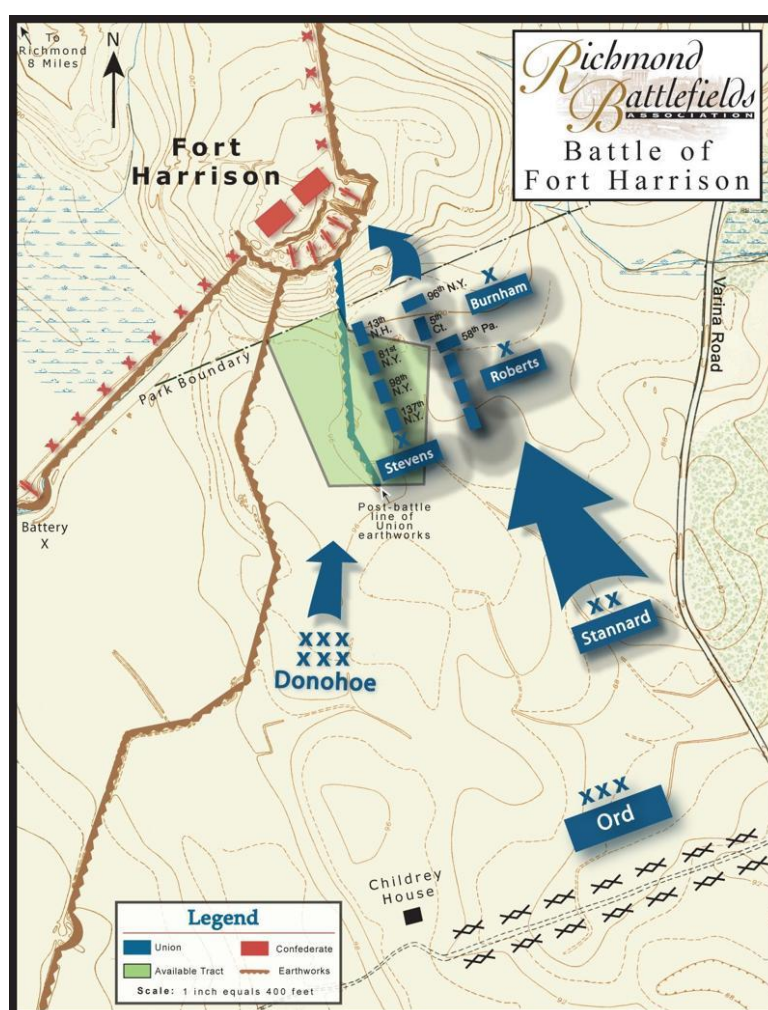 To
Richmond
8 Miles
N
Richmond
Battlefields
ASSOCIATION
Battle of
Fort Harrison
Fort
Harrison
Varina Road
Park Boundary
96th N.Y.
Burnham
13th
N.H.
5th
Ct.
58th Pa.
81st
N.Y.
Roberts
98th
N.Y.
137th
N.Y.
Stevens
Battery
X
Post-battle
line of
Union
earthworks
XX
Stannard
XXX
XXX
Donohoe
XXX
Ord
Childrey
House
Legend
Union
Confederate
Available Tract
Earthworks
Scale: 1 inch equals 400 feet